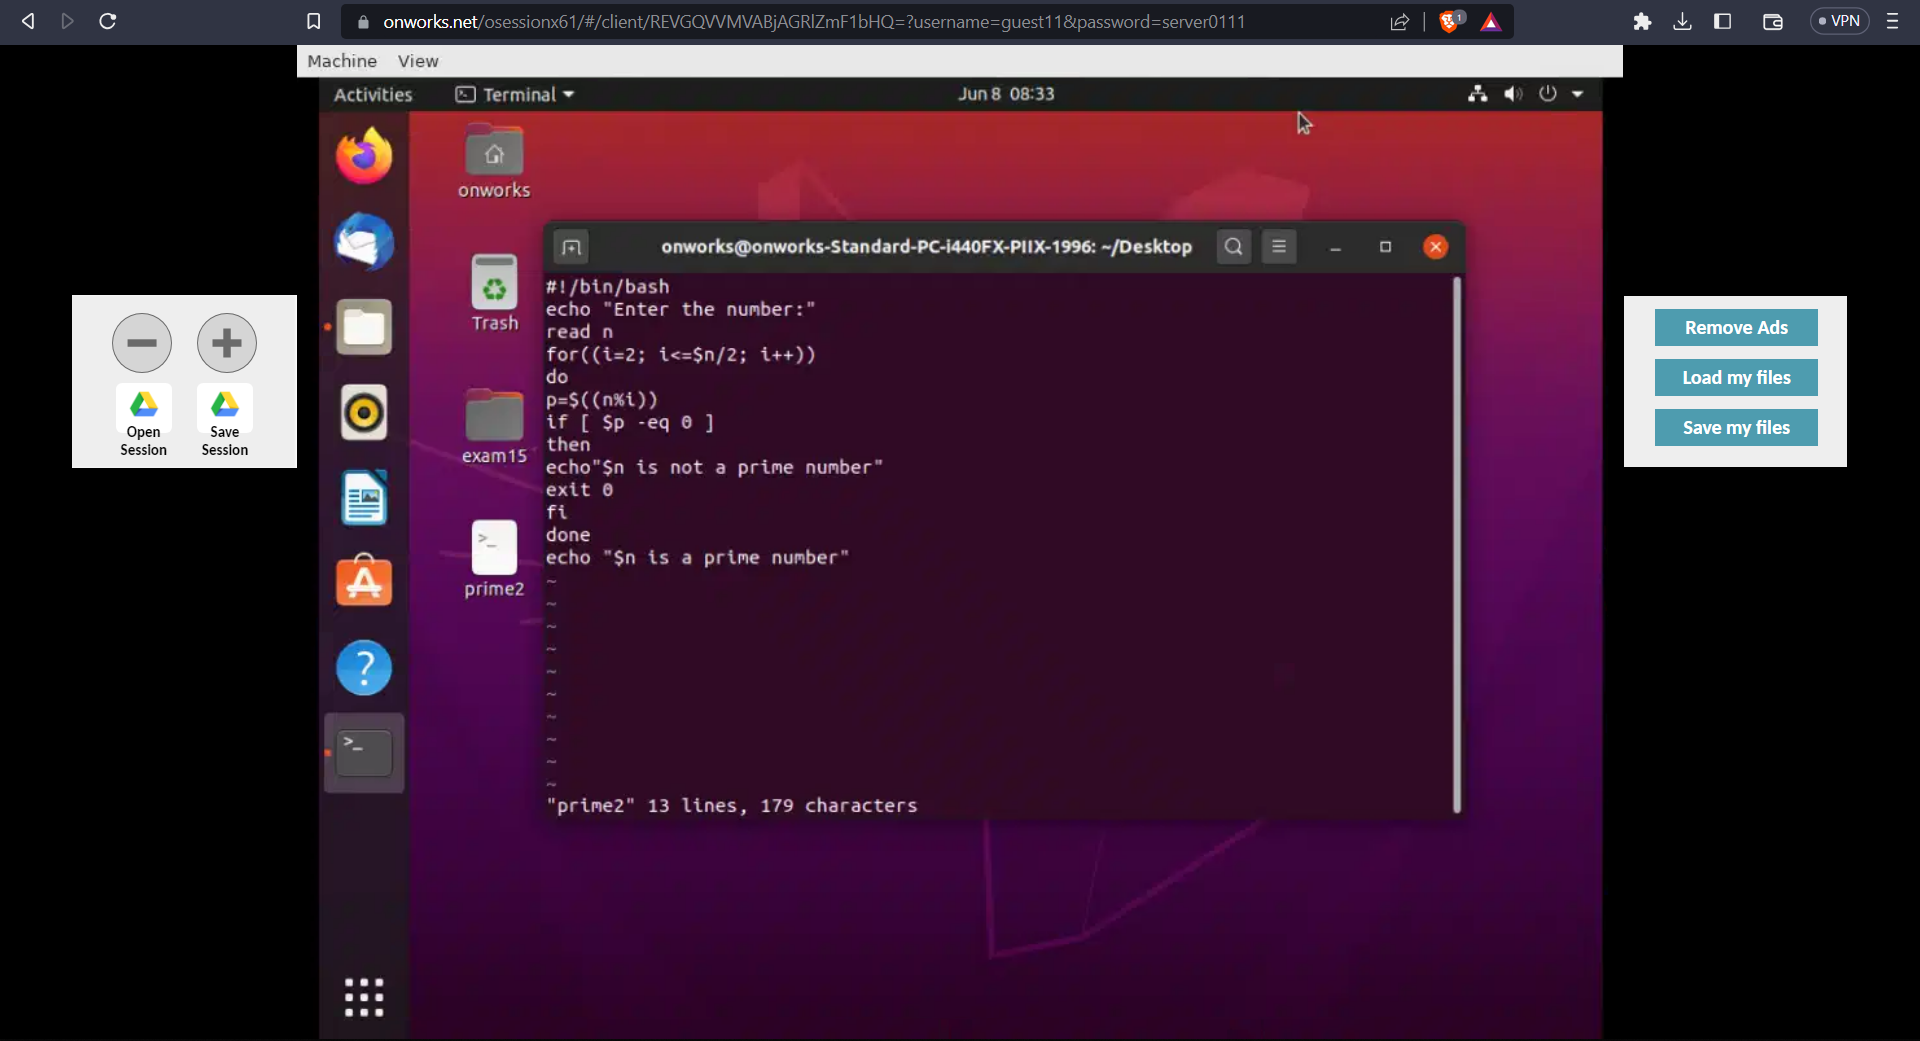 onworks.net/osessionx61/#/client/REVGQVVMVABjAGRlZmF1bHQ=?username=guest11&password=server0111
1
VPN
Machine View
Activities Terminal Jun 8 08:33
onworks
Trash
exam15
prime2
onworks@onworks-Standard-PC-i440FX-PIIX-1996: ~/Desktop
#!/bin/bash
echo "Enter the number:"
read n
for((i=2; i<=$n/2; i++))
do
p=$((n%i))
if [ $p -eq 0 ]
then
echo"$n is not a prime number"
exit 0
fi
done
echo "$n is a prime number"
~
~
~
~
~
~
~
~
~
~
"prime2" 13 lines, 179 characters
Open Session
Save Session
Remove Ads
Load my files
Save my files